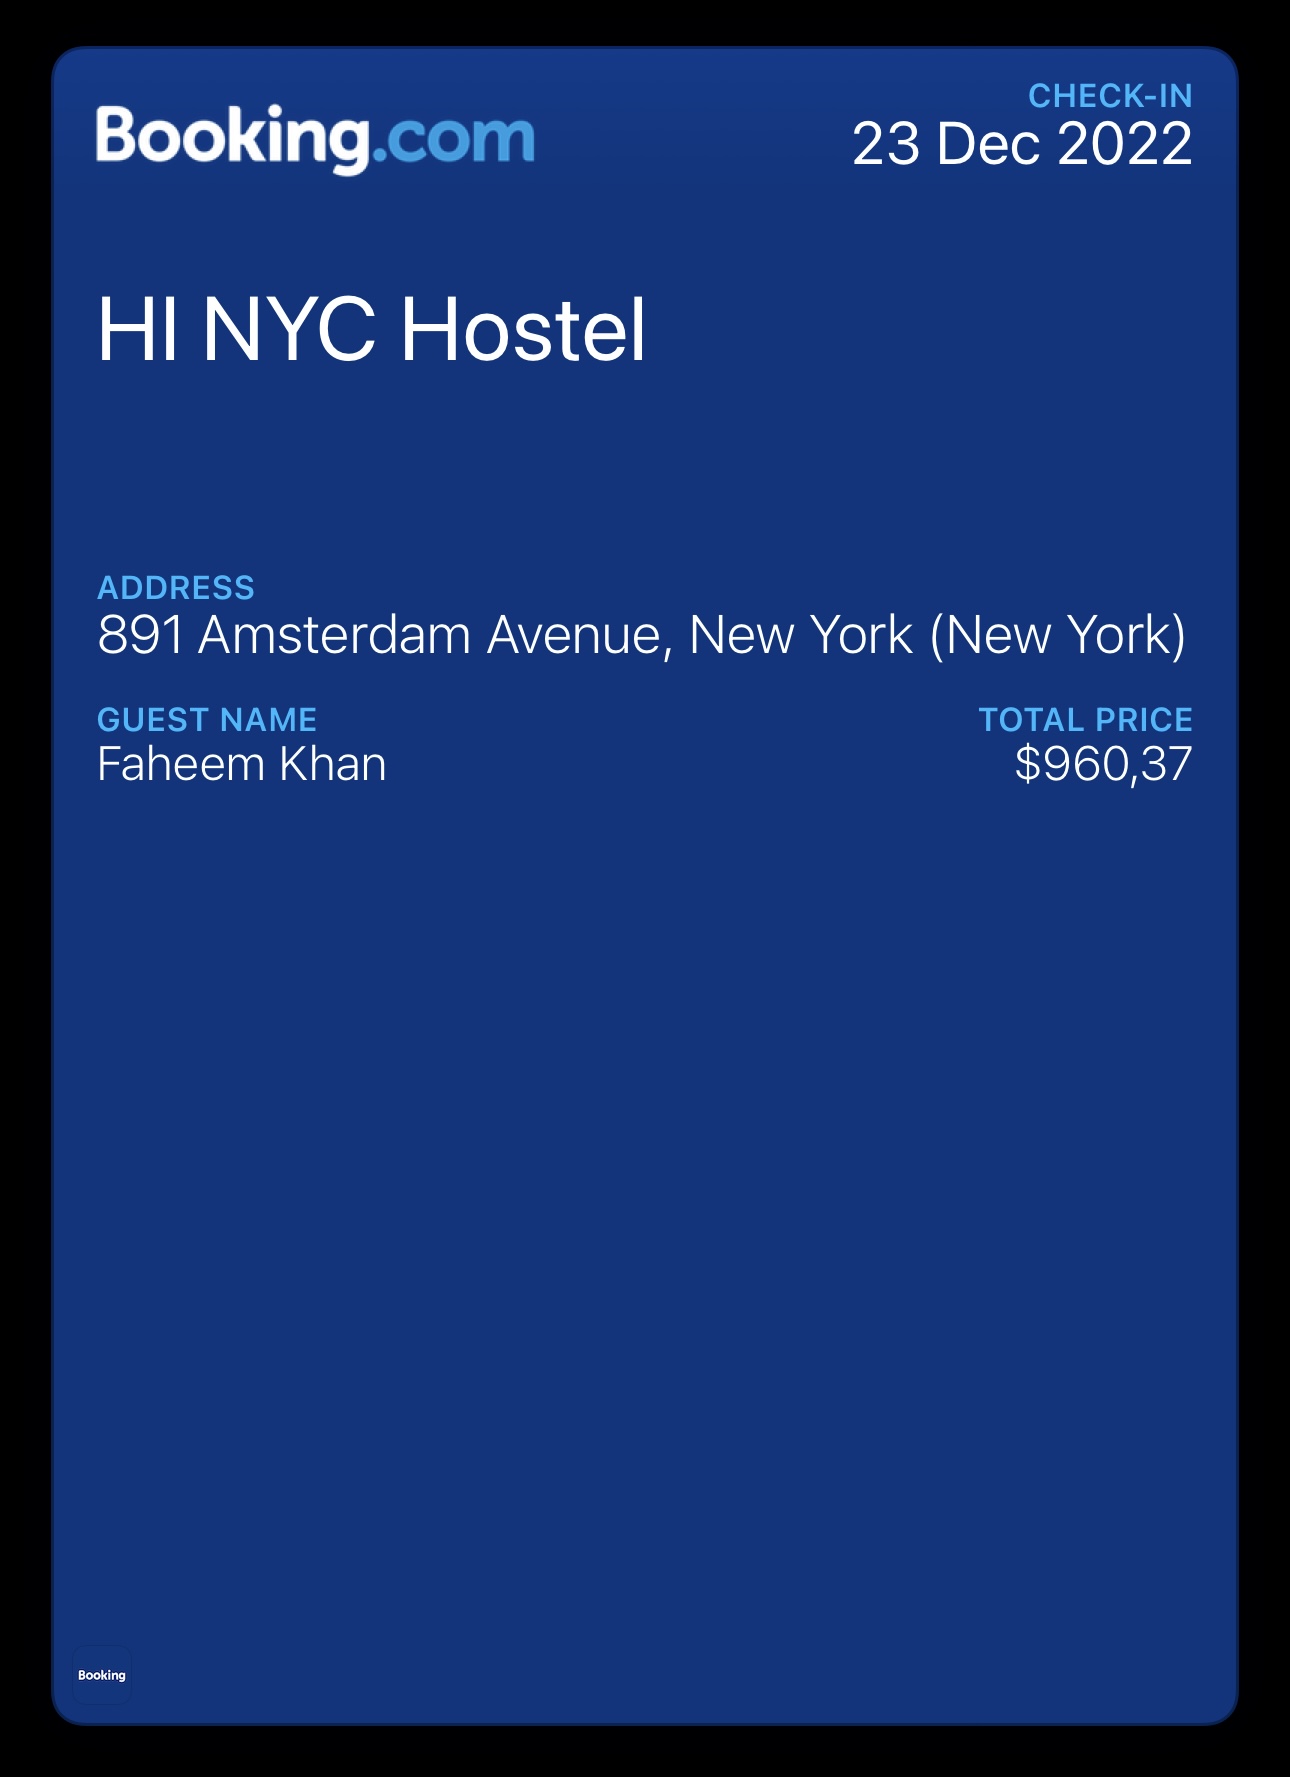 Booking.com
CHECK-IN
23 Dec 2022
HI NYC Hostel
ADDRESS
891 Amsterdam Avenue, New York (New York)
GUEST NAME
Faheem Khan
TOTAL PRICE
$960,37
Booking